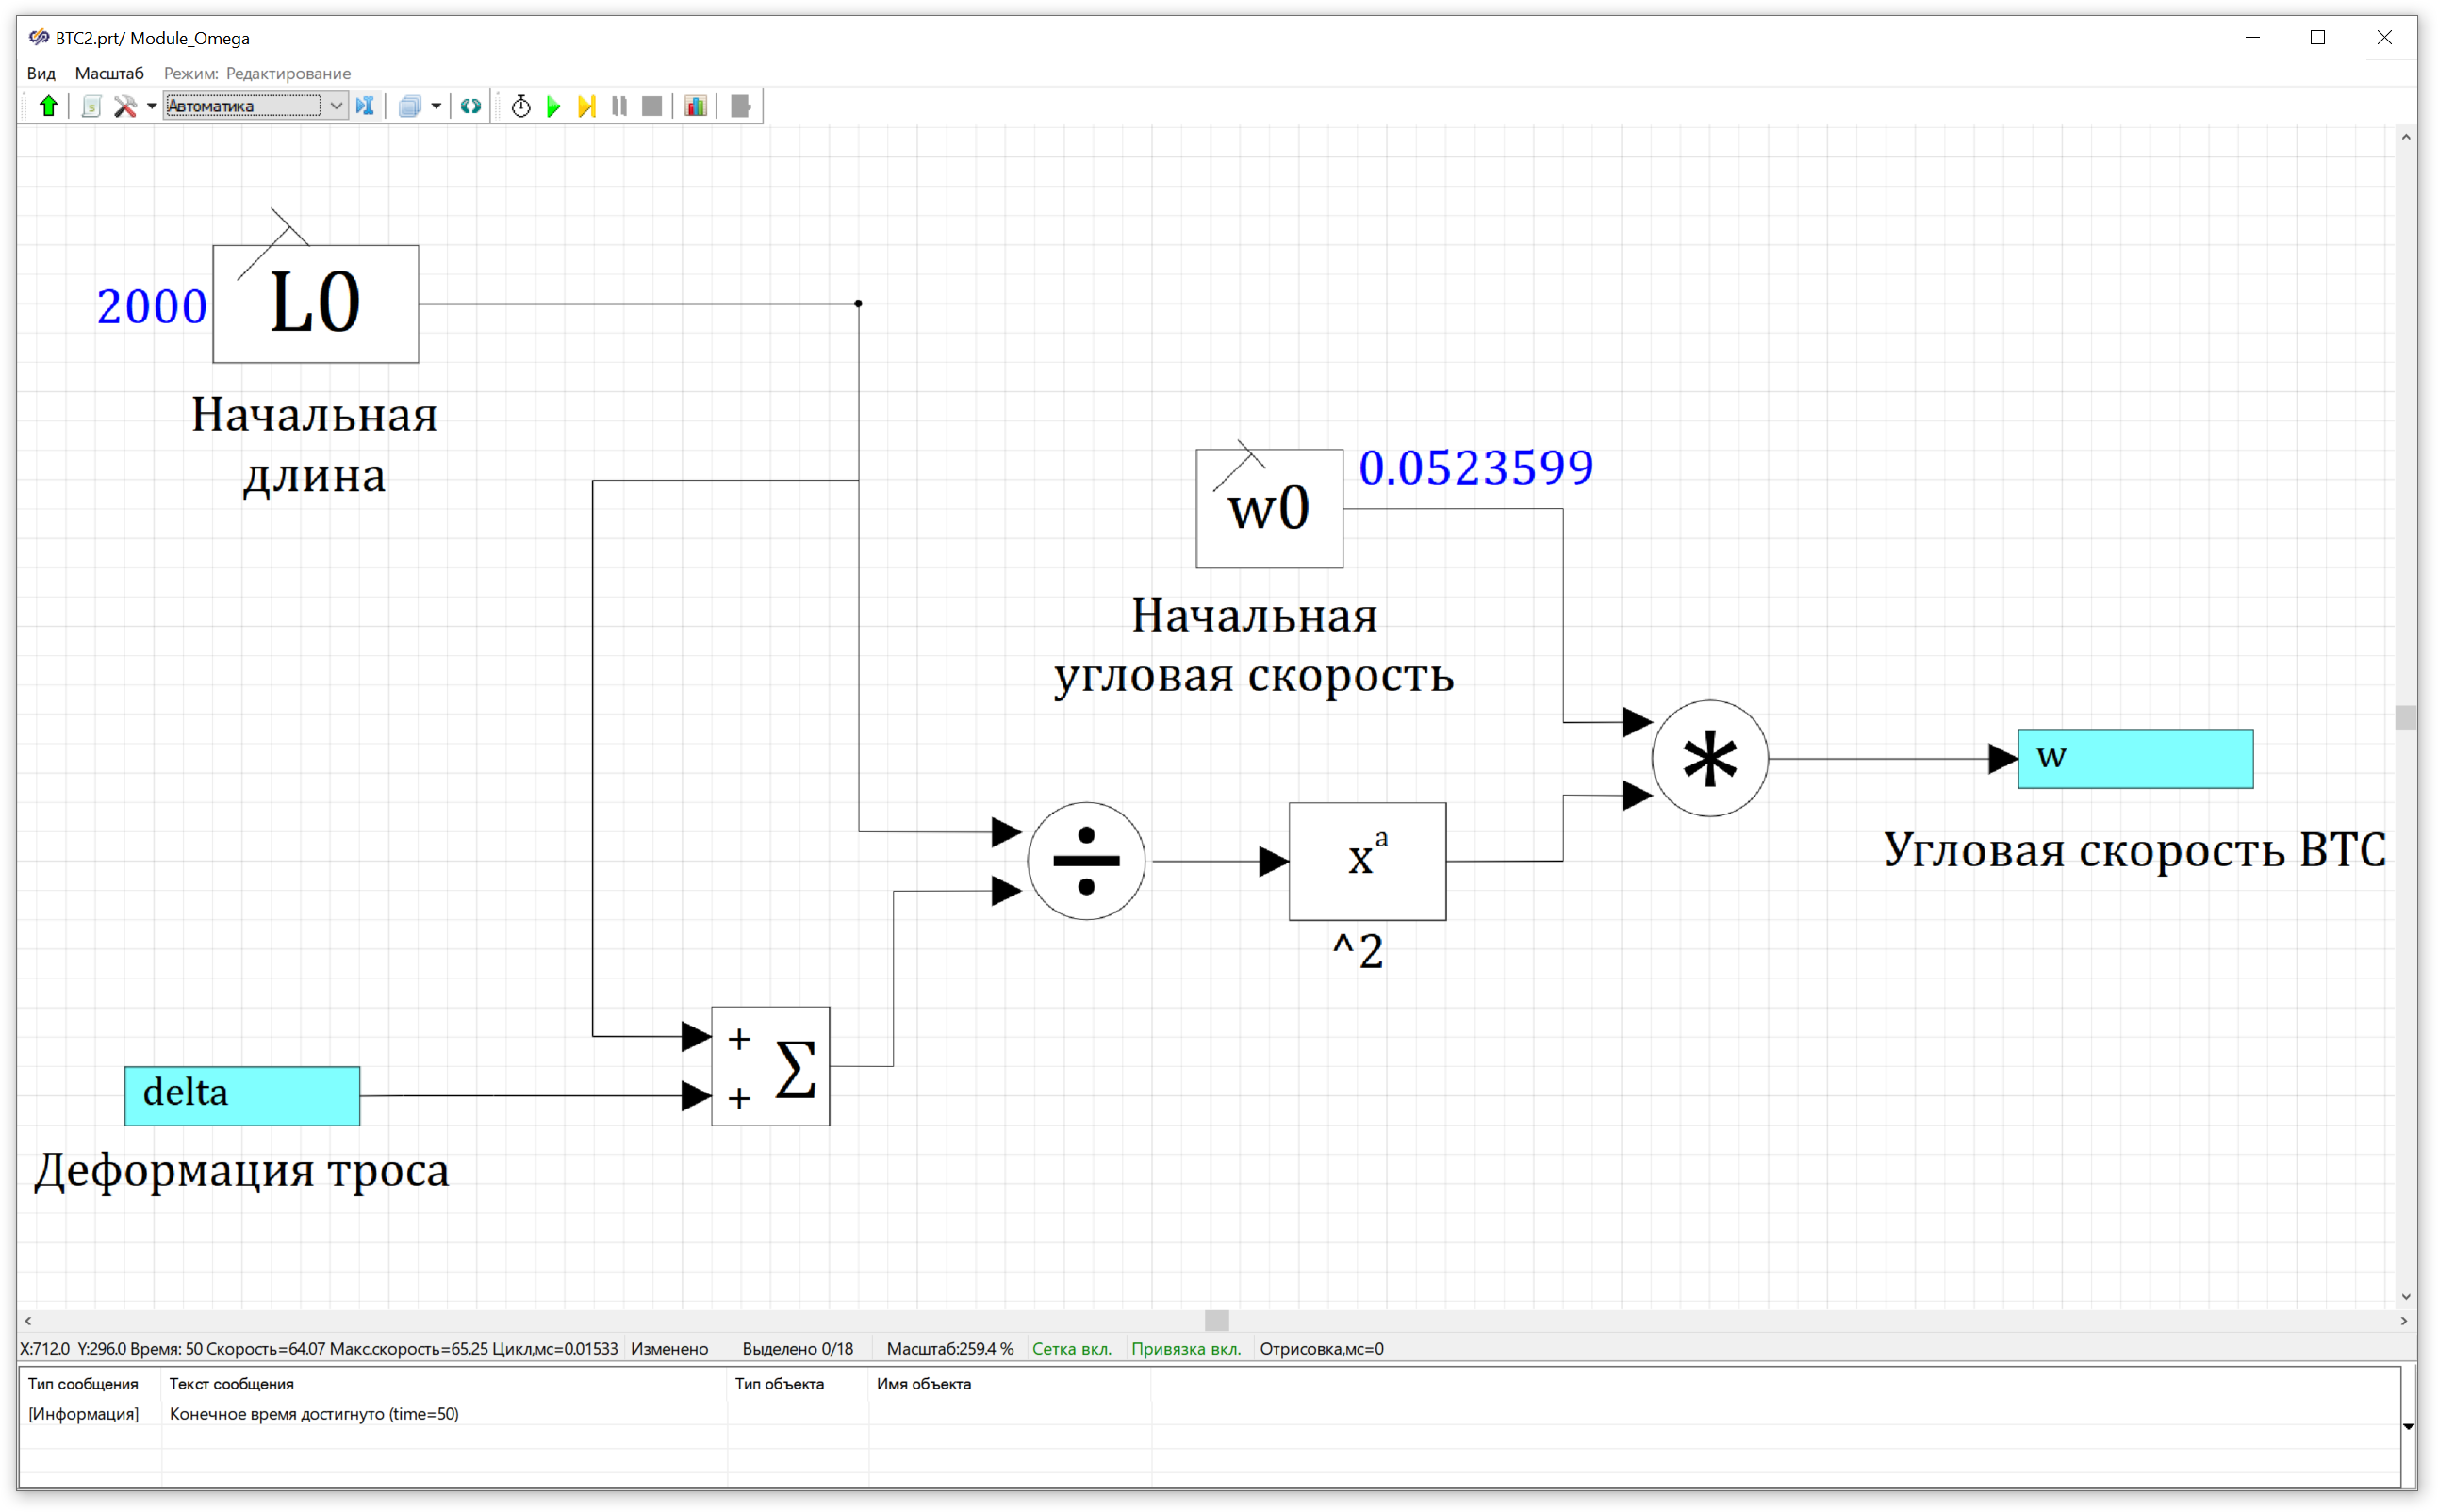 BTC2.prt/ Module_Omega
Вид Масштаб Режим: Редактирование
Автоматика
2000
L0
Начальная
длина
w0
0.0523599
Начальная
угловая скорость
*
w
Угловая скорость ВТС
÷
xᵃ
^2
+
+
Σ
delta
Деформация троса
X:712.0 Y:296.0 Время: 50 Скорость=64.07 Макс.скорость=65.25 Цикл,мс=0.01533 Изменено Выделено 0/18 Масштаб:259.4 % Сетка вкл. Привязка вкл. Отрисовка,мс=0
Тип сообщения Текст сообщения Тип объекта Имя объекта
[Информация] Конечное время достигнуто (time=50)